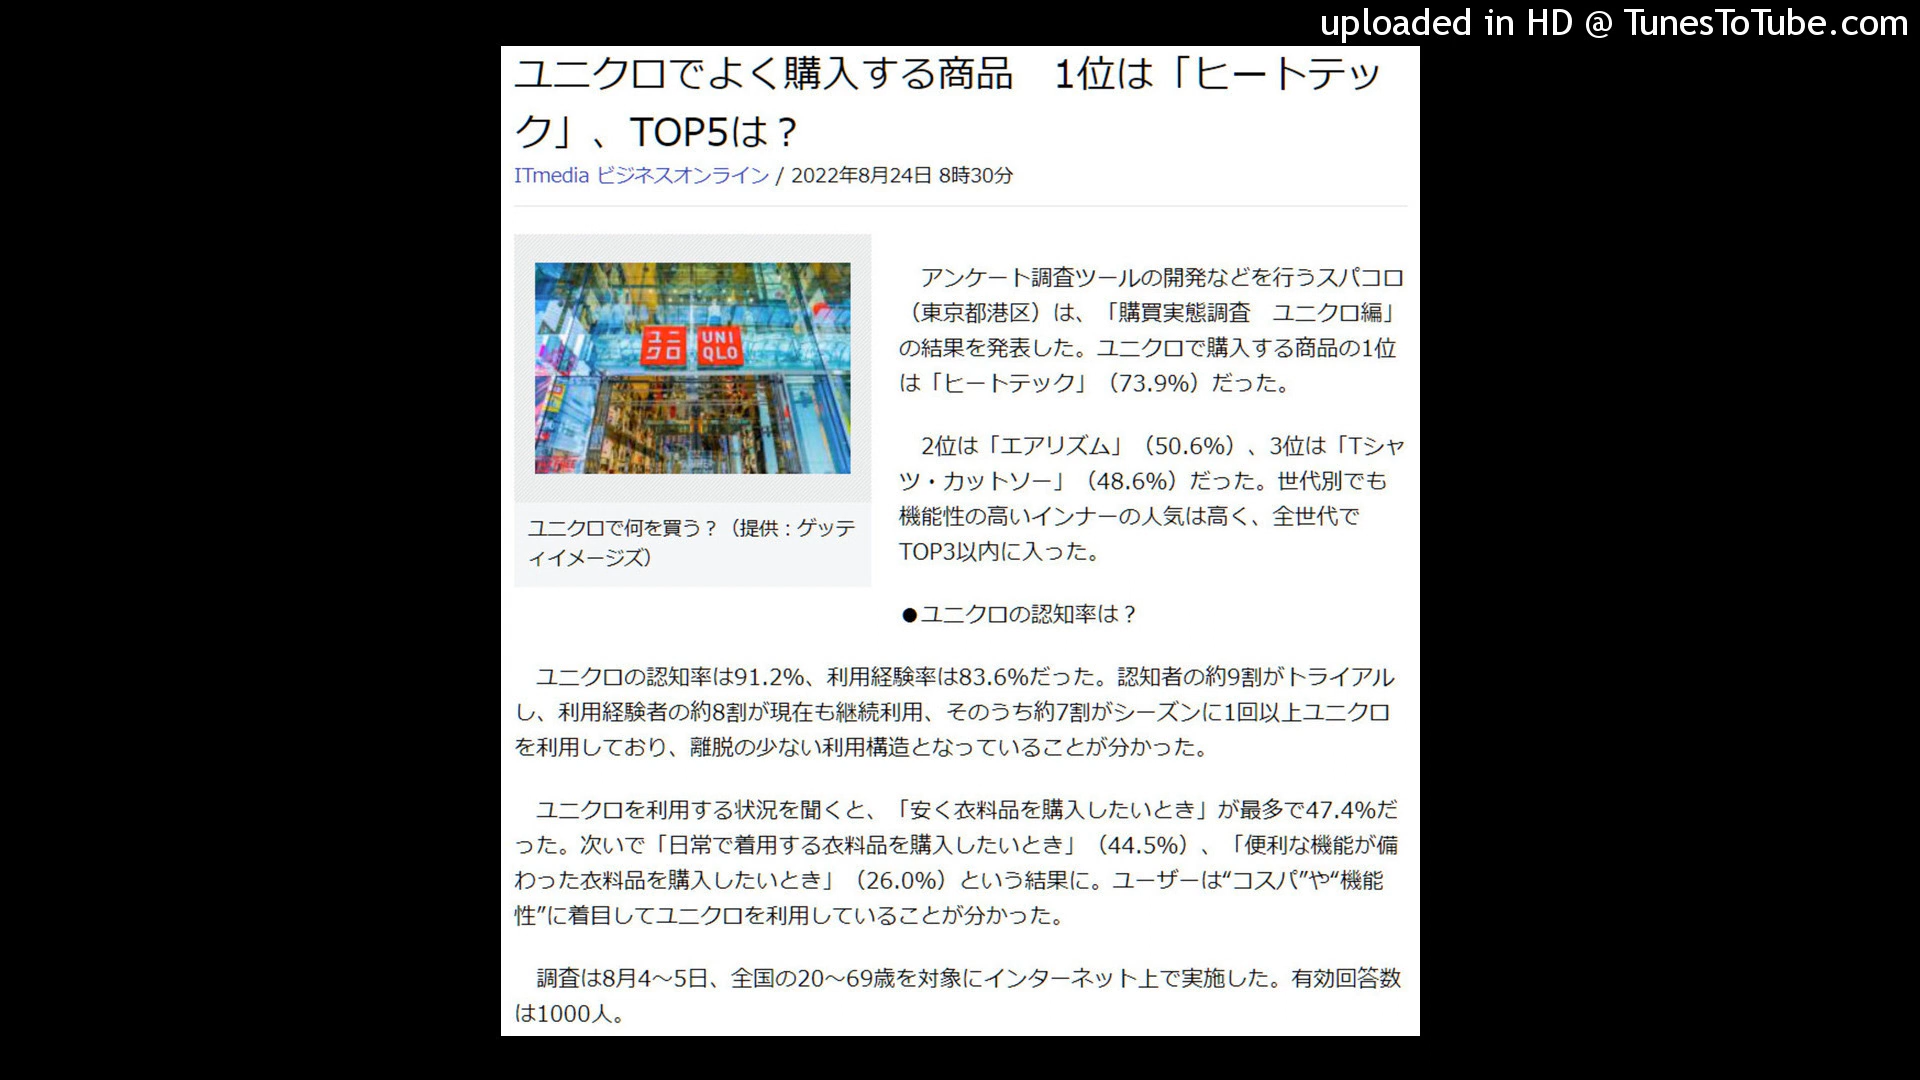 uploaded in HD @ TunesToTube.com
ユニクロでよく購入する商品　1位は「ヒートテッ
ク」、TOP5は？
ITmedia ビジネスオンライン / 2022年8月24日 8時30分
ユニ
クロ
UNI
QLO
ユニクロで何を買う？（提供：ゲッテ
ィイメージズ）
アンケート調査ツールの開発などを行うスパコロ
（東京都港区）は、「購買実態調査　ユニクロ編」
の結果を発表した。ユニクロで購入する商品の1位
は「ヒートテック」（73.9%）だった。
2位は「エアリズム」（50.6%）、3位は「Tシャ
ツ・カットソー」（48.6%）だった。世代別でも
機能性の高いインナーの人気は高く、全世代で
TOP3以内に入った。
●ユニクロの認知率は？
ユニクロの認知率は91.2%、利用経験率は83.6%だった。認知者の約9割がトライアル
し、利用経験者の約8割が現在も継続利用、そのうち約7割がシーズンに1回以上ユニクロ
を利用しており、離脱の少ない利用構造となっていることが分かった。
ユニクロを利用する状況を聞くと、「安く衣料品を購入したいとき」が最多で47.4%だ
った。次いで「日常で着用する衣料品を購入したいとき」（44.5%）、「便利な機能が備
わった衣料品を購入したいとき」（26.0%）という結果に。ユーザーは“コスパ”や“機能
性”に着目してユニクロを利用していることが分かった。
調査は8月4～5日、全国の20～69歳を対象にインターネット上で実施した。有効回答数
は1000人。